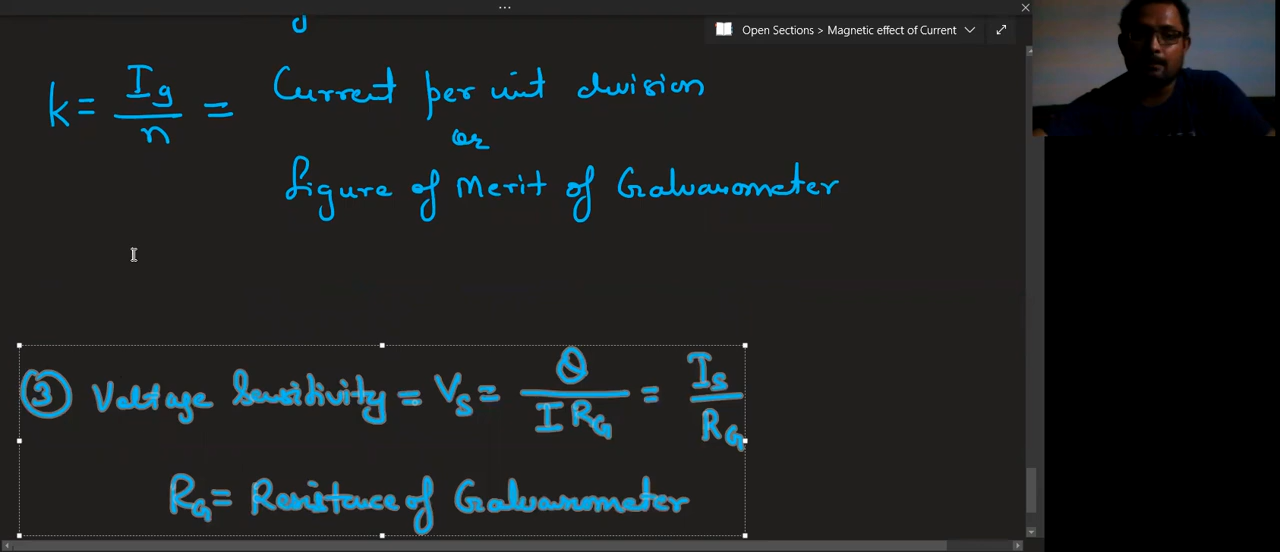 Open Sections > Magnetic effect of Current
k = Ig / n = Current per unit division
or
figure of Merit of Galvanometer
③ Voltage Sensitivity = Vs = θ / I RG = Is / RG
RG = Resistance of Galvanometer